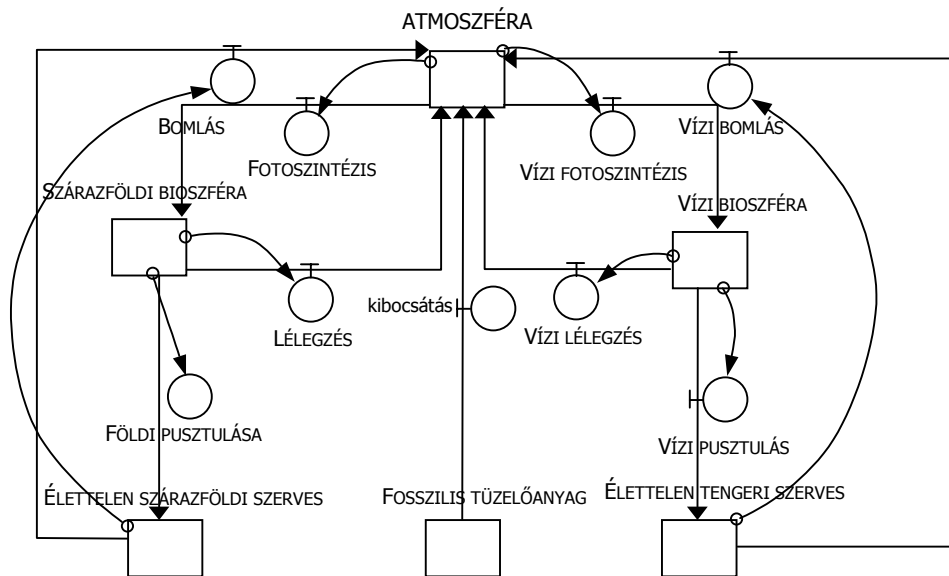 ATMOSZFÉRA
BOMLÁS
VÍZI BOMLÁS
FOTOSZINTÉZIS
VÍZI FOTOSZINTÉZIS
SZÁRAZFÖLDI BIOSZFÉRA
VÍZI BIOSZFÉRA
kibocsátás
LÉLEGZÉS
VÍZI LÉLEGZÉS
FÖLDI PUSZTULÁSA
VÍZI PUSZTULÁS
ÉLETTELEN SZÁRAZFÖLDI SZERVES
FOSSZILIS TÜZELŐANYAG
ÉLETTELEN TENGERI SZERVES